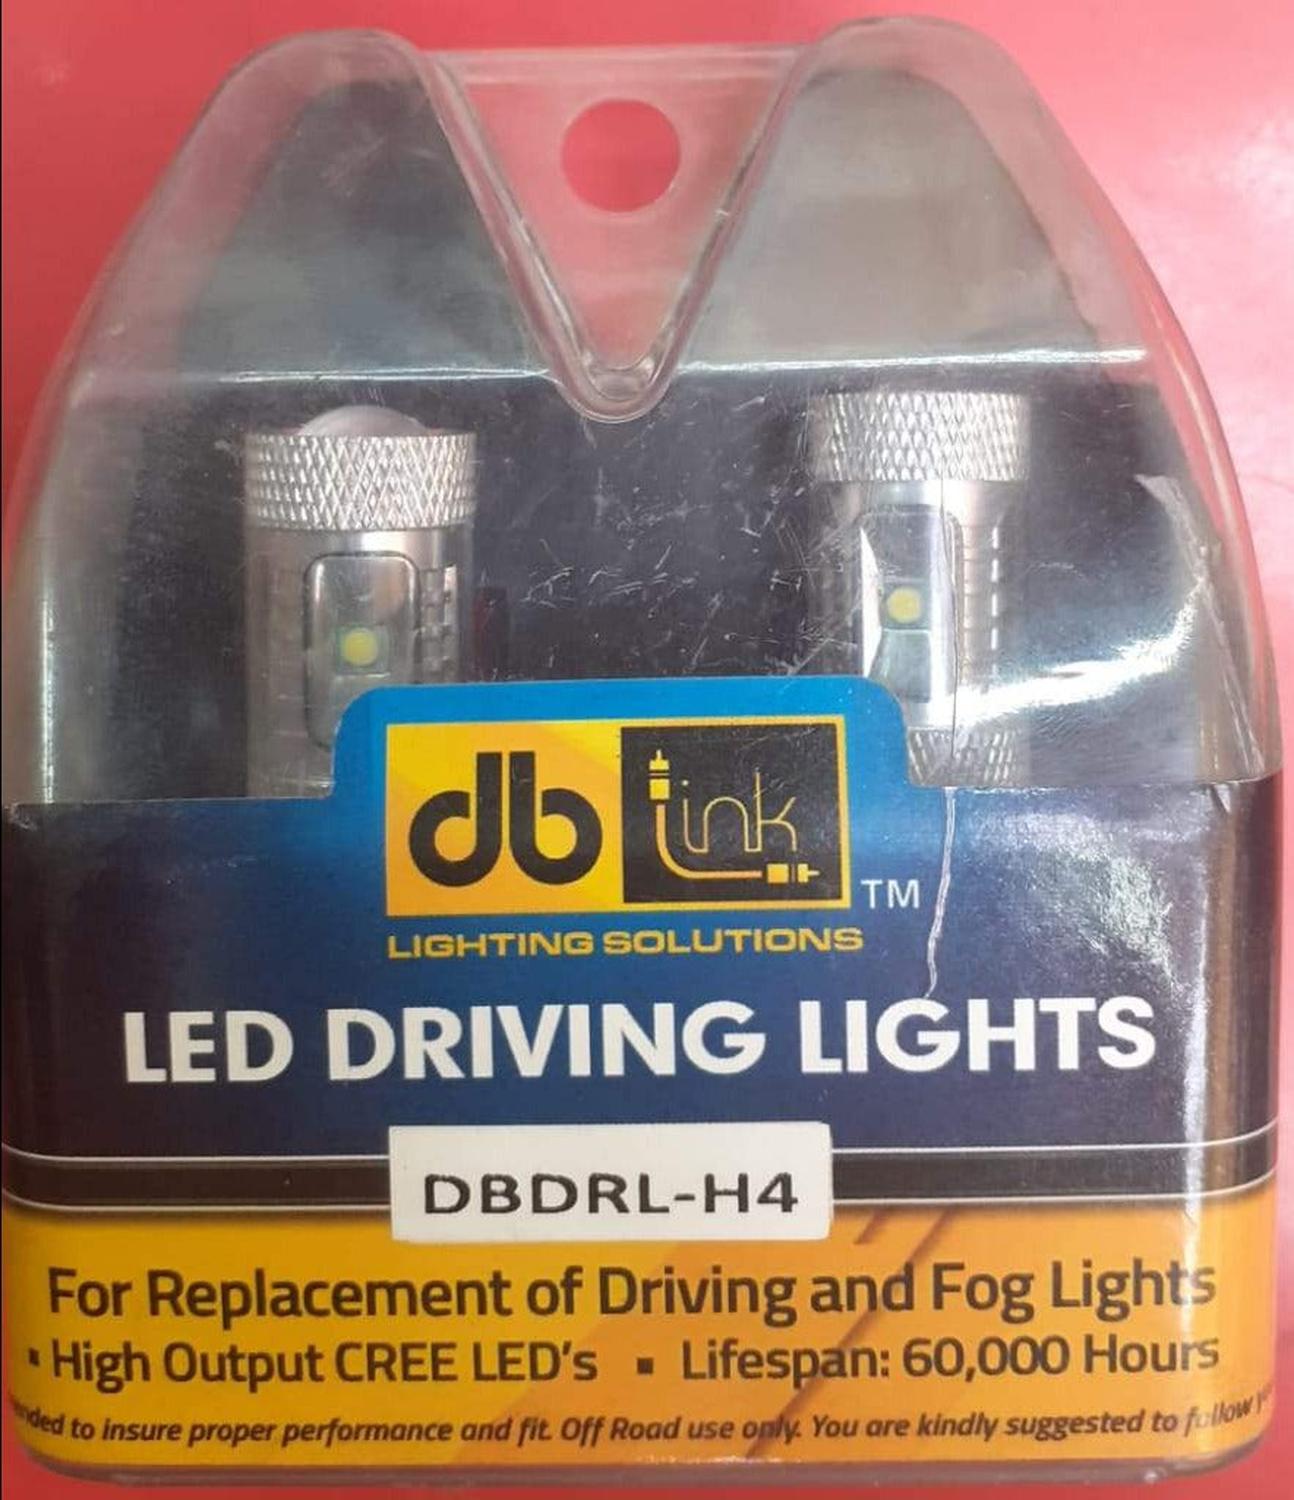 db Link TM
LIGHTING SOLUTIONS
LED DRIVING LIGHTS
DBDRL-H4
For Replacement of Driving and Fog Lights
▪ High Output CREE LED's ▪ Lifespan: 60,000 Hours
to insure proper performance and fit. Off Road use only. You are kindly suggested to follow